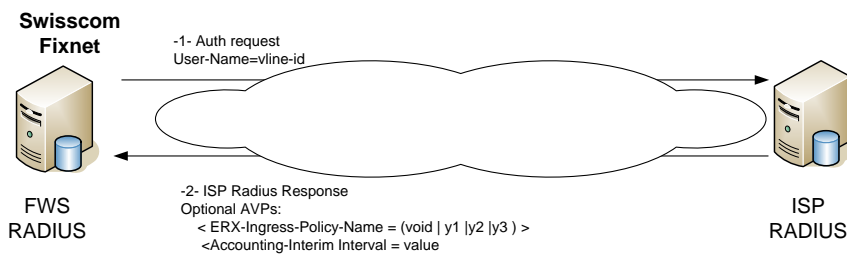 Swisscom
Fixnet
-1- Auth request
User-Name=vline-id
-2- ISP Radius Response
Optional AVPs:
< ERX-Ingress-Policy-Name = (void | y1 |y2 |y3 ) >
<Accounting-Interim Interval = value
FWS
RADIUS
ISP
RADIUS